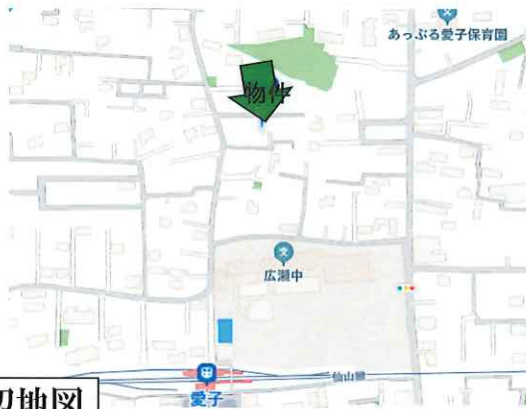 あっぷる愛子保育園
物件
広瀬中
仙山線
愛子
辺地図